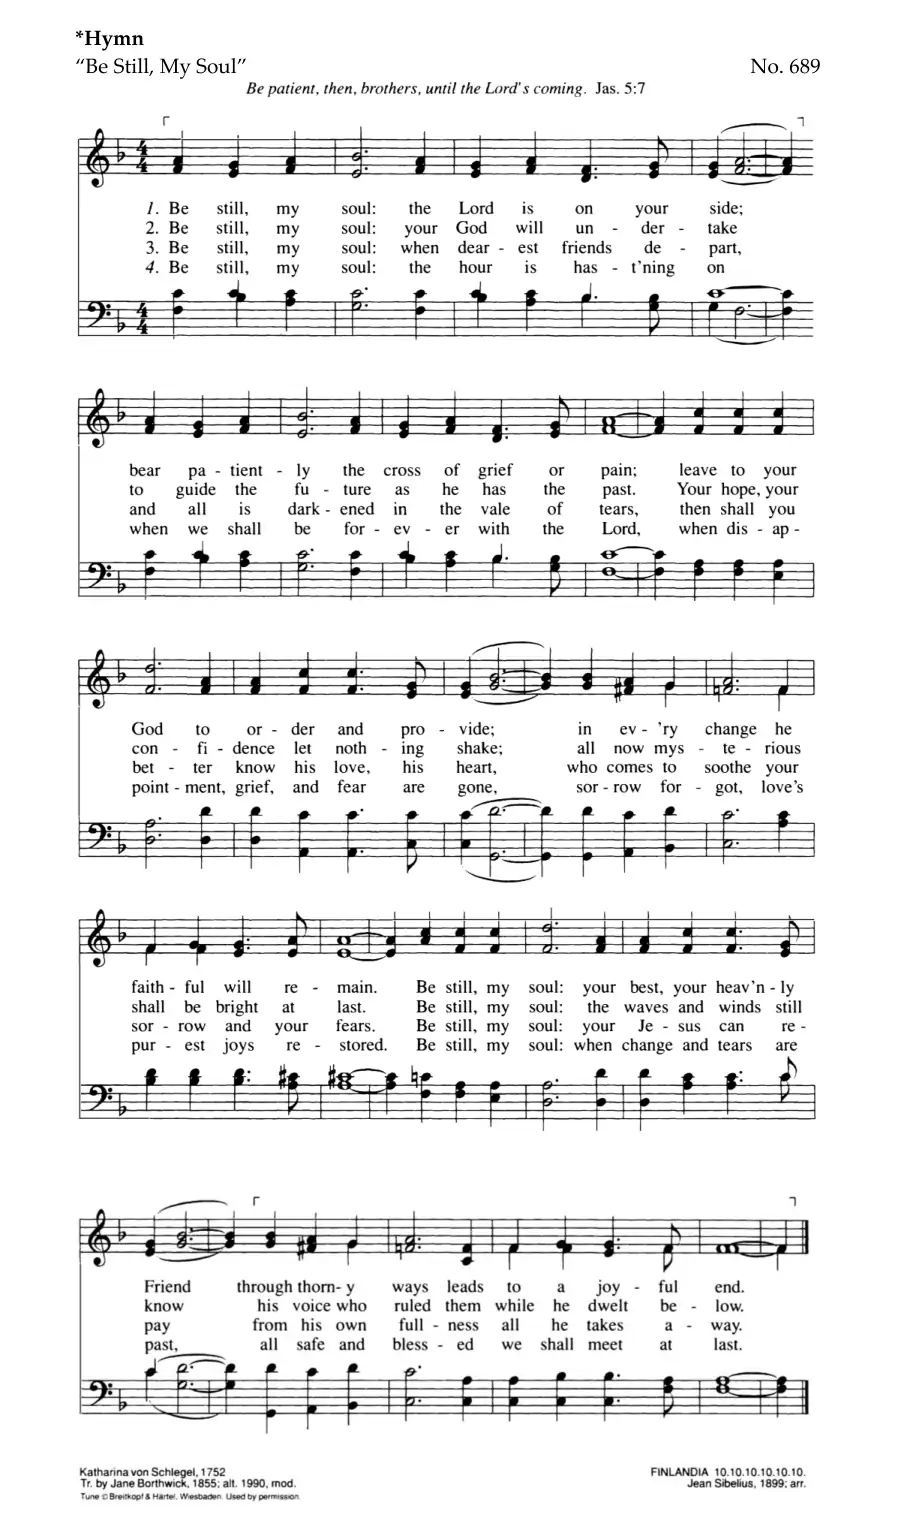 *Hymn
“Be Still, My Soul” No. 689
Be patient, then, brothers, until the Lord's coming. Jas. 5:7
1. Be still, my soul: the Lord is on your side;
2. Be still, my soul: your God will un - der - take
3. Be still, my soul: when dear - est friends de - part,
4. Be still, my soul: the hour is has - t'ning on
bear pa - tient - ly the cross of grief or pain; leave to your
to guide the fu - ture as he has the past. Your hope, your
and all is dark - ened in the vale of tears, then shall you
when we shall be for - ev - er with the Lord, when dis - ap -
God to or - der and pro - vide; in ev - 'ry change he
con - fi - dence let noth - ing shake; all now mys - te - rious
bet - ter know his love, his heart, who comes to soothe your
point - ment, grief, and fear are gone, sor - row for - got, love's
faith - ful will re - main. Be still, my soul: your best, your heav'n - ly
shall be bright at last. Be still, my soul: the waves and winds still
sor - row and your fears. Be still, my soul: your Je - sus can re -
pur - est joys re - stored. Be still, my soul: when change and tears are
Friend through thorn- y ways leads to a joy - ful end.
know his voice who ruled them while he dwelt be - low.
pay from his own full - ness all he takes a - way.
past, all safe and bless - ed we shall meet at last.
Katharina von Schlegel, 1752 FINLANDIA 10.10.10.10.10.10.
Tr. by Jane Borthwick, 1855; alt. 1990, mod. Jean Sibelius, 1899; arr.
Tune © Breitkopf & Härtel, Wiesbaden. Used by permission.